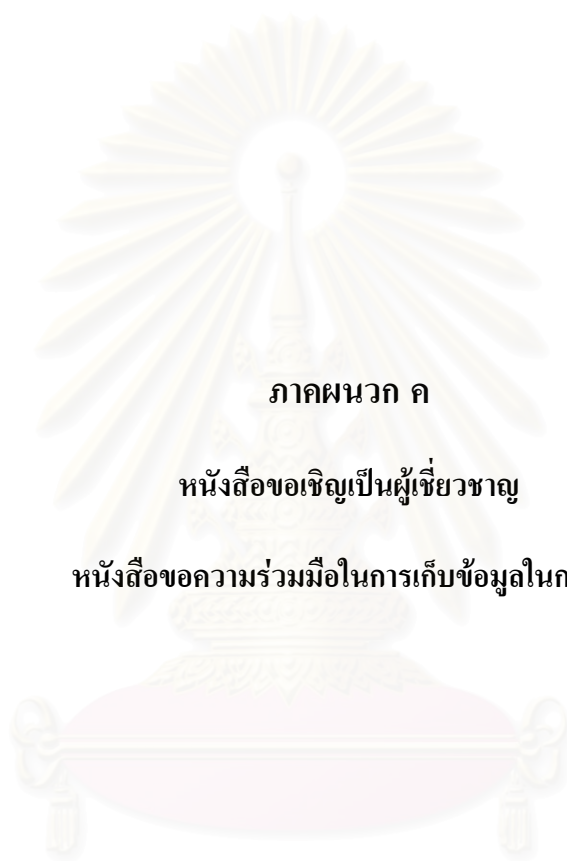 ภาคผนวก ค
หนังสือขอเชิญเป็นผู้เชี่ยวชาญ
หนังสือขอความร่วมมือในการเก็บข้อมูลใน